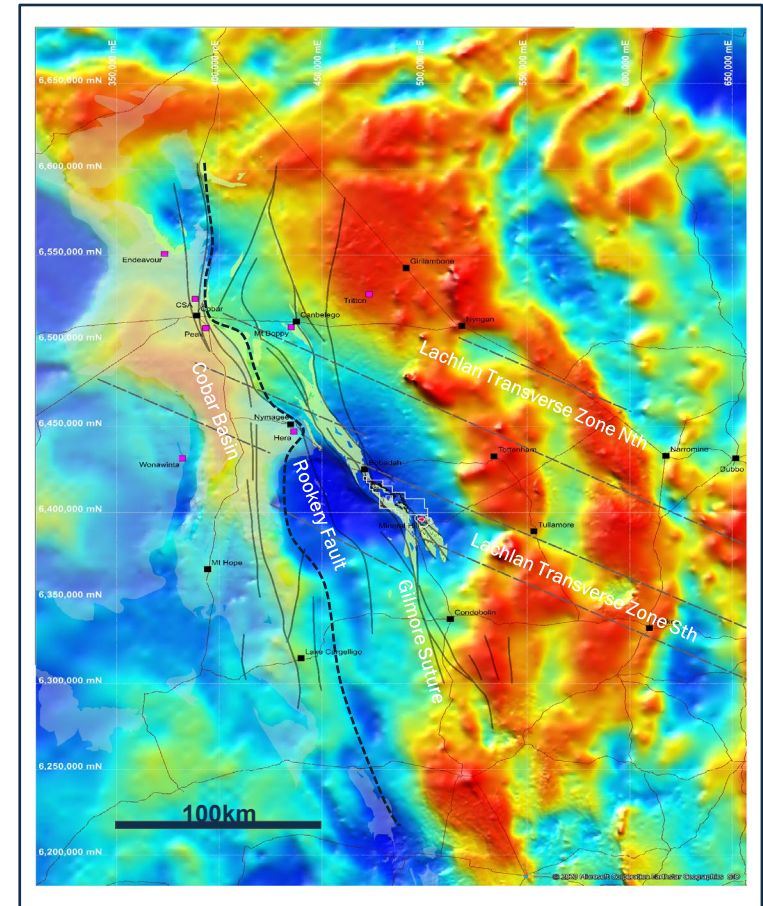 350,000 mE
400,000 mE
450,000 mE
500,000 mE
550,000 mE
600,000 mE
650,000 mE
6,650,000 mN
6,600,000 mN
6,550,000 mN
Endeavour
Girilambone
Tritton
CSA
Cobar
Canbelego
Nyngan
Peak
Mt Boppy
6,500,000 mN
Lachlan Transverse Zone Nth
Cobar Basin
6,450,000 mN
Nymagee
Hera
Wonawinta
Bobadah
Tottenham
Narromine
Dubbo
Rookery Fault
6,400,000 mN
Mineral Hill
Tullamore
Lachlan Transverse Zone Sth
Mt Hope
6,350,000 mN
Gilmore Suture
Condobolin
Lake Cargelligo
6,300,000 mN
6,250,000 mN
100km
6,200,000 mN